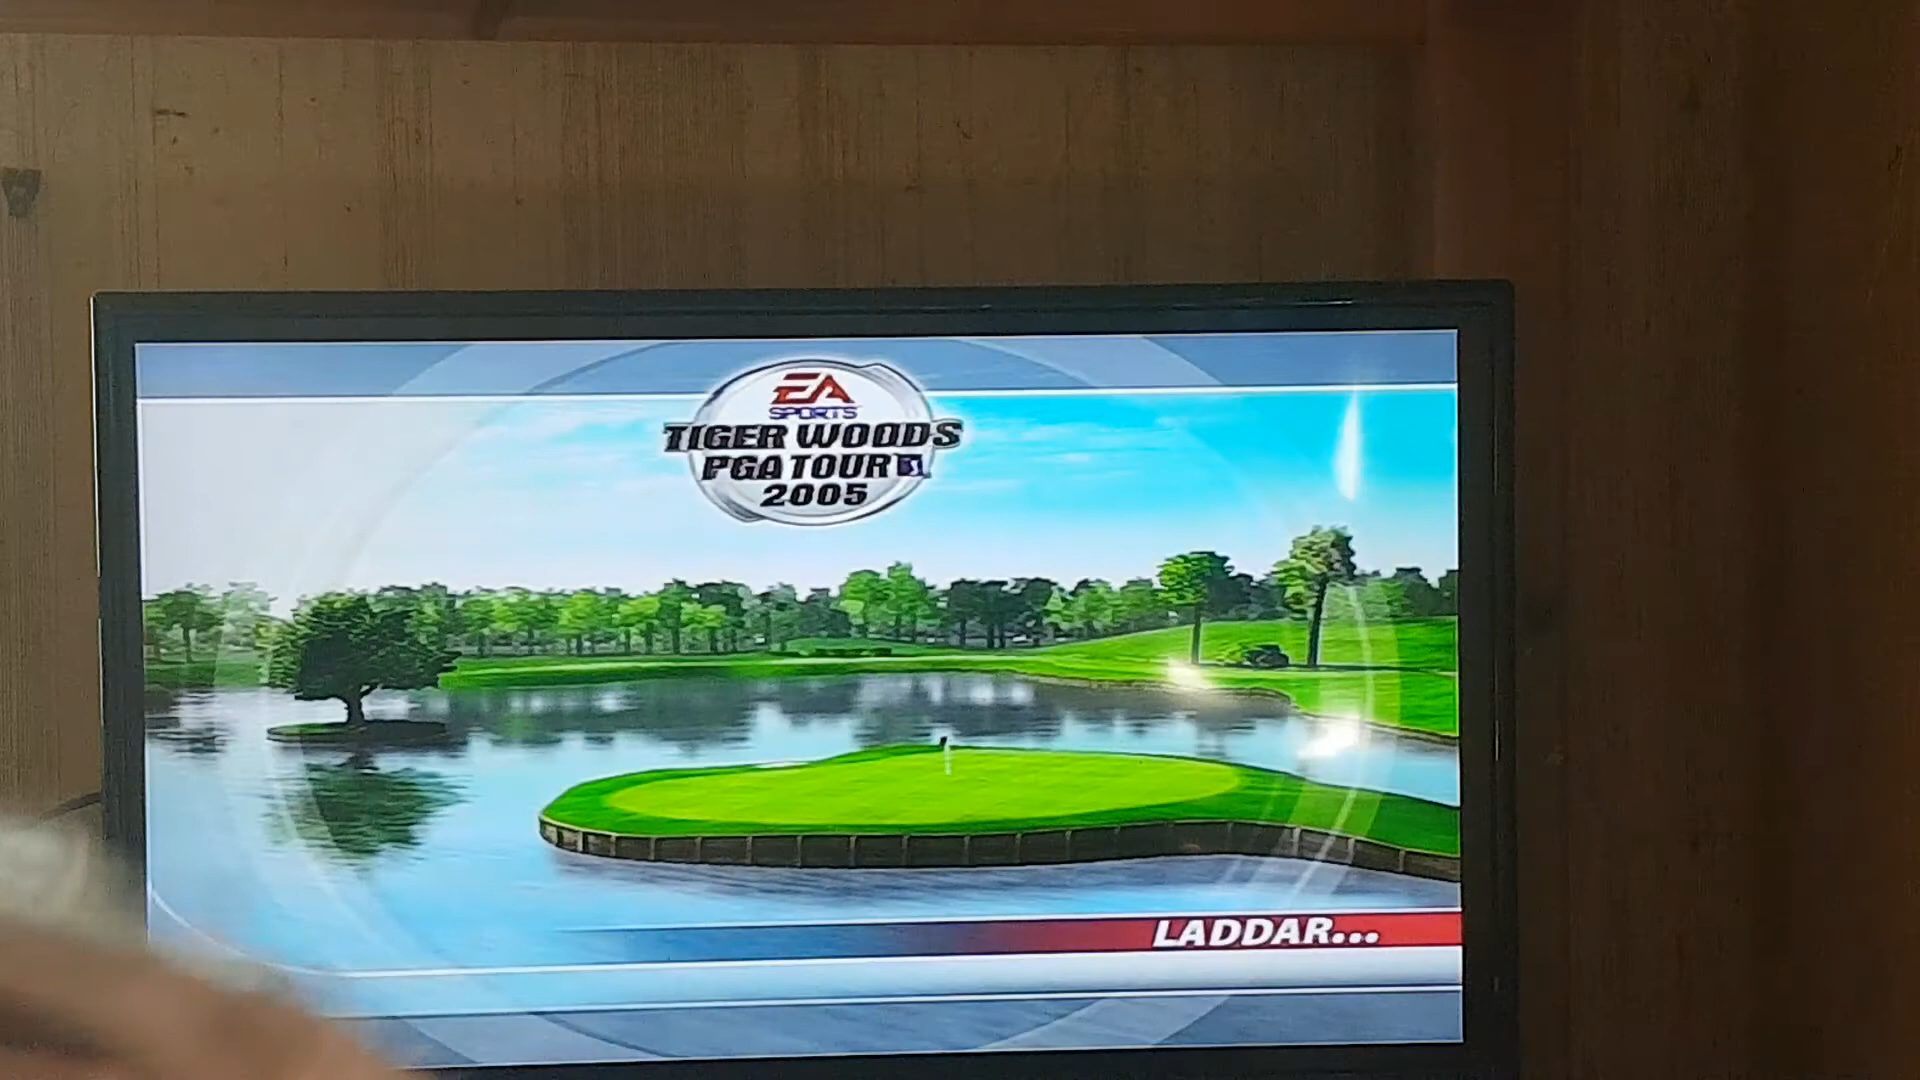 EA
SPORTS
TIGER WOODS
PGA TOUR
2005
LADDAR...